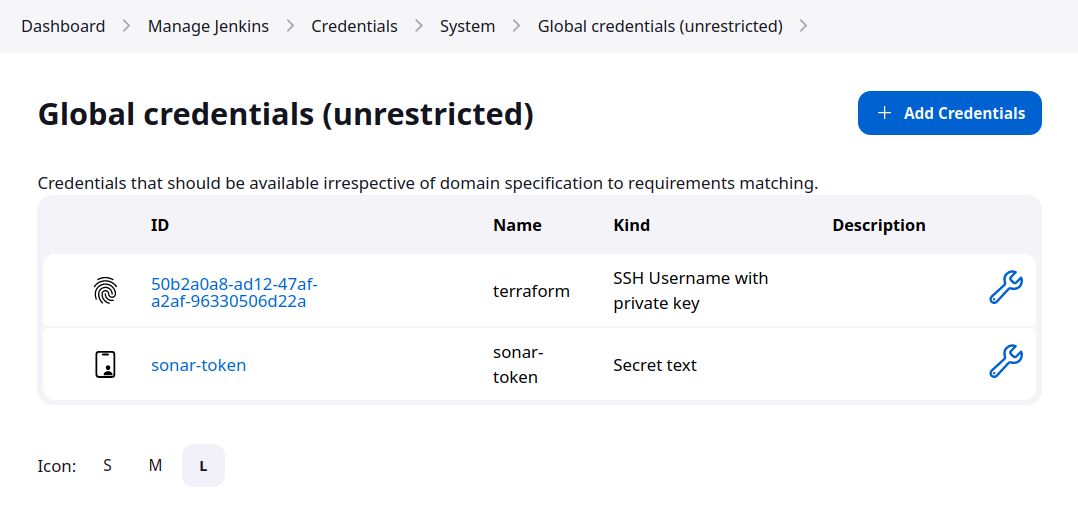 Dashboard > Manage Jenkins > Credentials > System > Global credentials (unrestricted) >
Global credentials (unrestricted)
+ Add Credentials
Credentials that should be available irrespective of domain specification to requirements matching.
ID Name Kind Description
50b2a0a8-ad12-47af-
a2af-96330506d22a
terraform
SSH Username with
private key
sonar-token
sonar-
token
Secret text
Icon: S M L